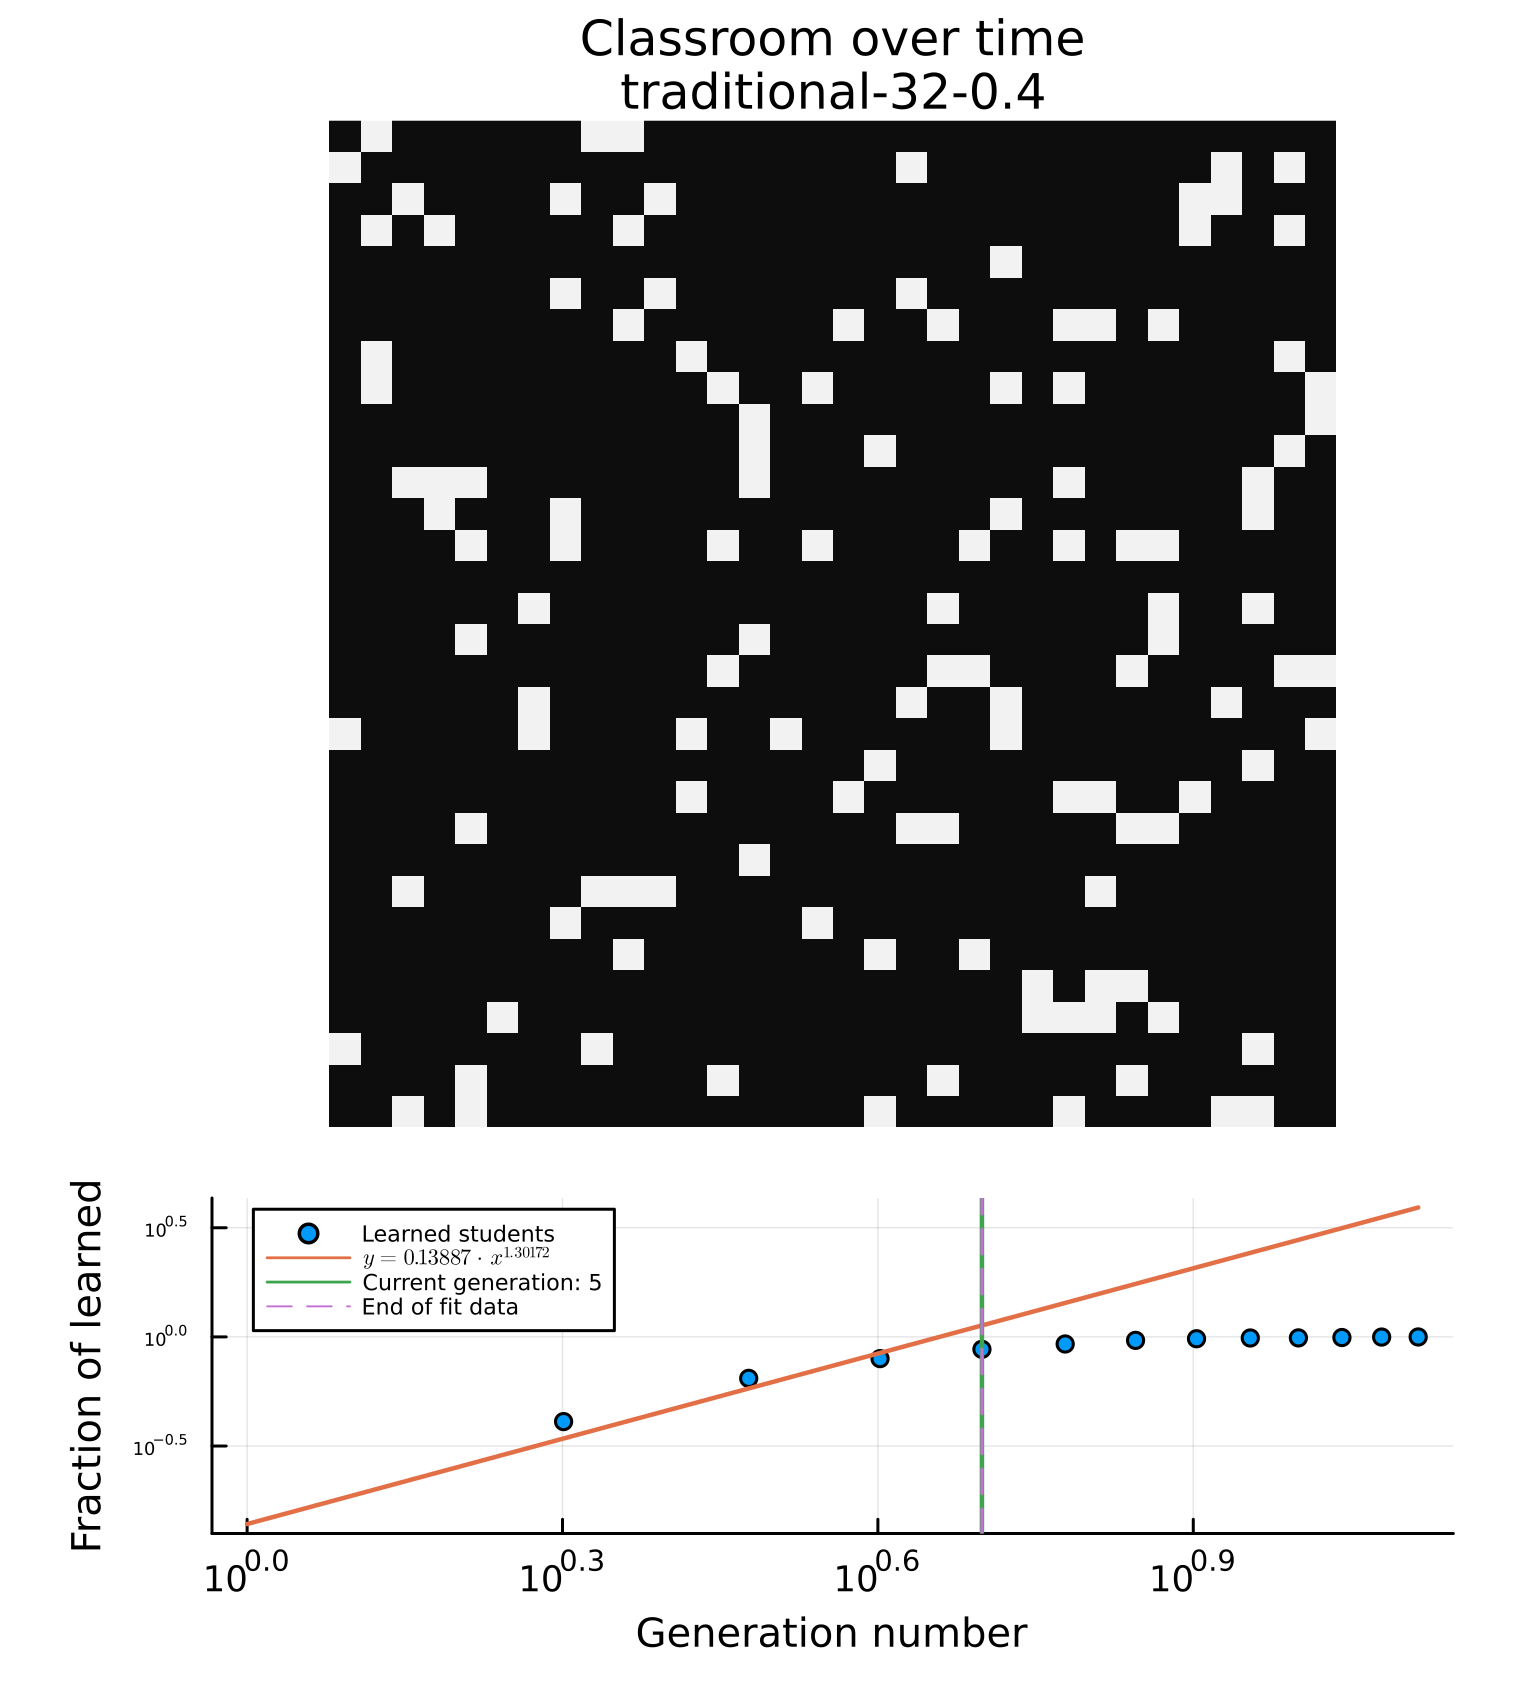 Classroom over time
traditional-32-0.4
Fraction of learned
10^0.5
10^0.0
10^−0.5
Learned students
y = 0.13887 · x^1.30172
Current generation: 5
End of fit data
10^0.0 10^0.3 10^0.6 10^0.9
Generation number